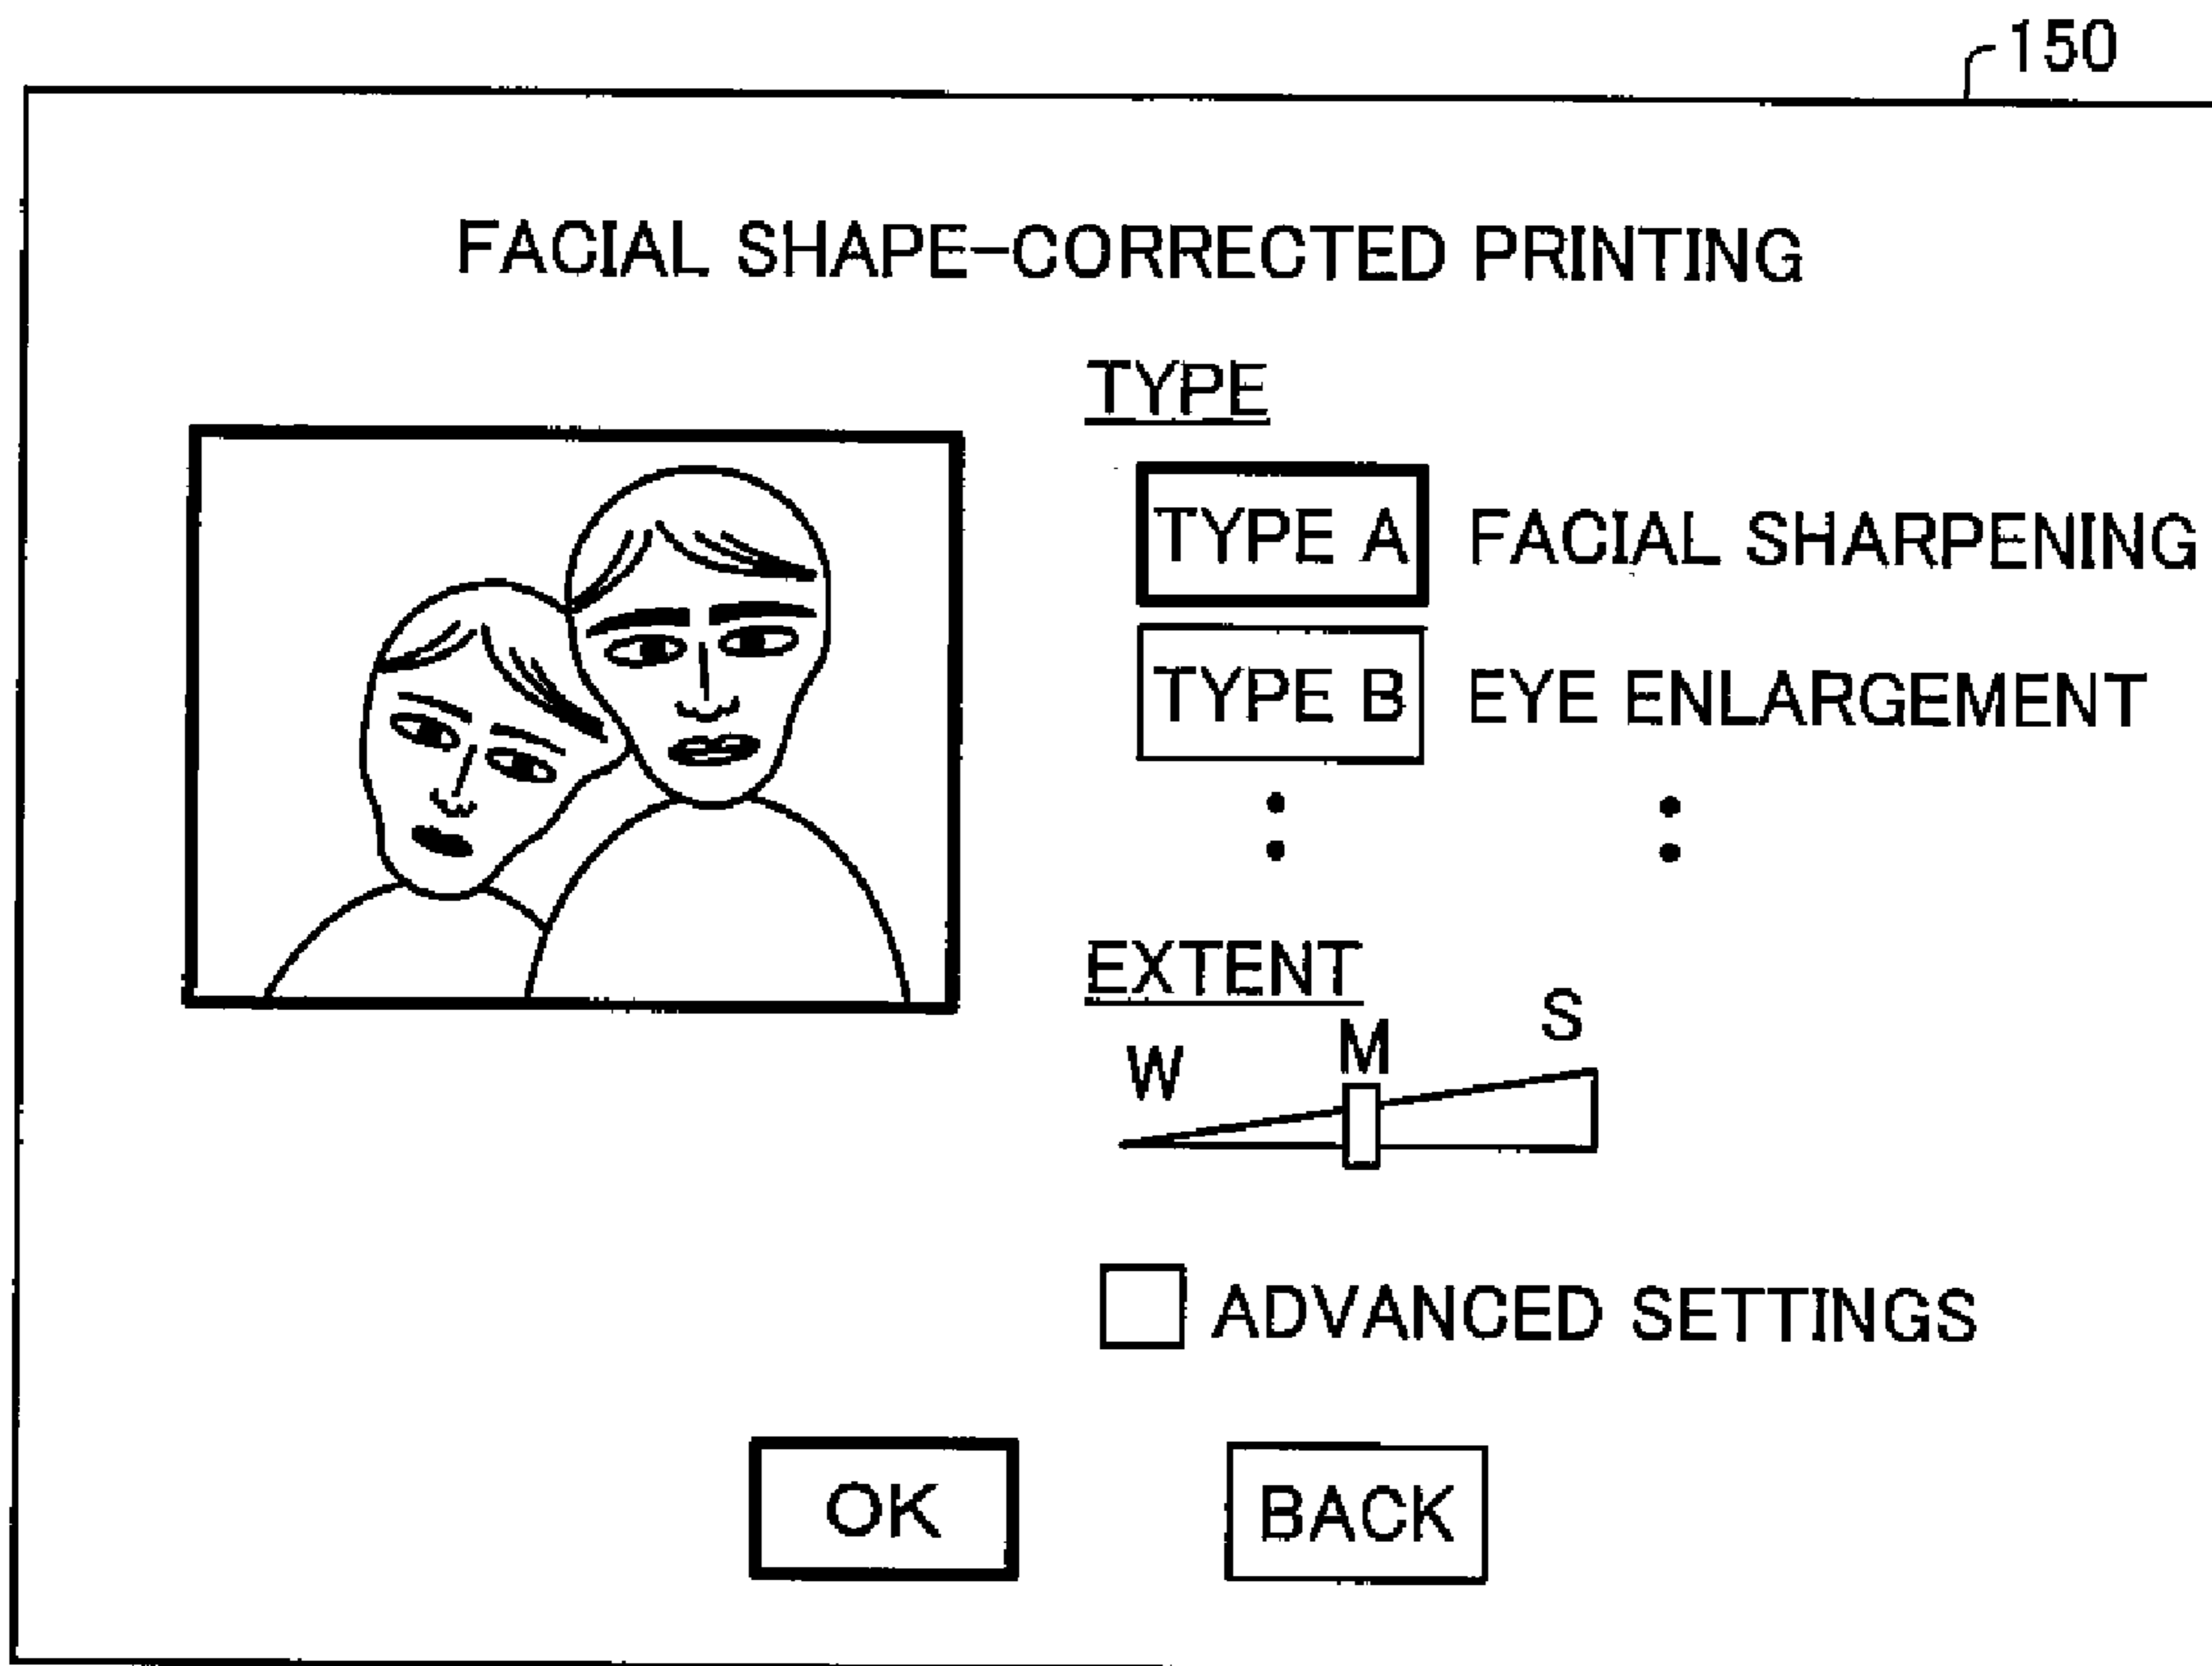 150
FACIAL SHAPE-CORRECTED PRINTING
TYPE
TYPE A FACIAL SHARPENING
TYPE B EYE ENLARGEMENT
EXTENT
W M S
ADVANCED SETTINGS
OK BACK